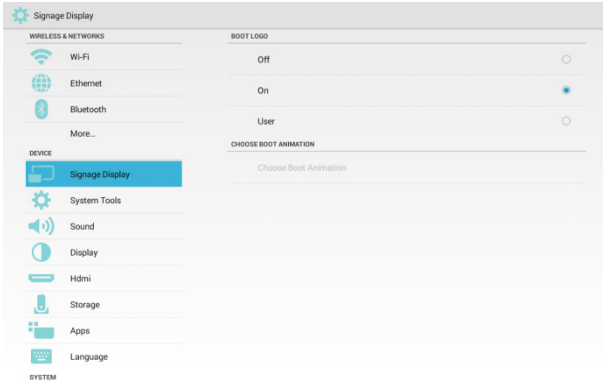 Signage Display
WIRELESS & NETWORKS
Wi-Fi
Ethernet
Bluetooth
More...
DEVICE
Signage Display
System Tools
Sound
Display
Hdmi
Storage
Apps
Language
SYSTEM
BOOT LOGO
Off
On
User
CHOOSE BOOT ANIMATION
Choose Boot Animation